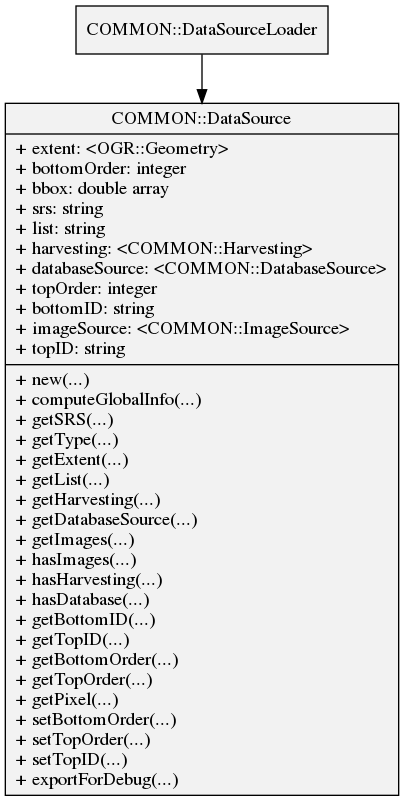 COMMON::DataSourceLoader
COMMON::DataSource
+ extent: <OGR::Geometry>
+ bottomOrder: integer
+ bbox: double array
+ srs: string
+ list: string
+ harvesting: <COMMON::Harvesting>
+ databaseSource: <COMMON::DatabaseSource>
+ topOrder: integer
+ bottomID: string
+ imageSource: <COMMON::ImageSource>
+ topID: string
+ new(...)
+ computeGlobalInfo(...)
+ getSRS(...)
+ getType(...)
+ getExtent(...)
+ getList(...)
+ getHarvesting(...)
+ getDatabaseSource(...)
+ getImages(...)
+ hasImages(...)
+ hasHarvesting(...)
+ hasDatabase(...)
+ getBottomID(...)
+ getTopID(...)
+ getBottomOrder(...)
+ getTopOrder(...)
+ getPixel(...)
+ setBottomOrder(...)
+ setTopOrder(...)
+ setTopID(...)
+ exportForDebug(...)